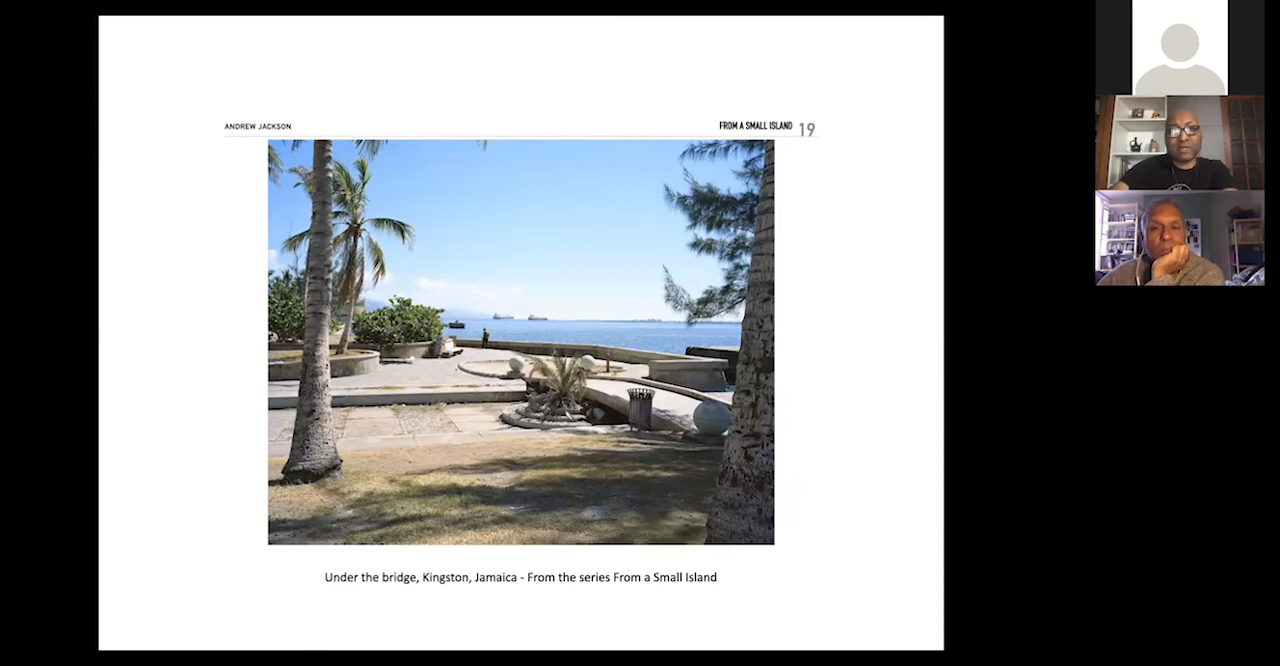 ANDREW JACKSON
FROM A SMALL ISLAND 19
Under the bridge, Kingston, Jamaica - From the series From a Small Island